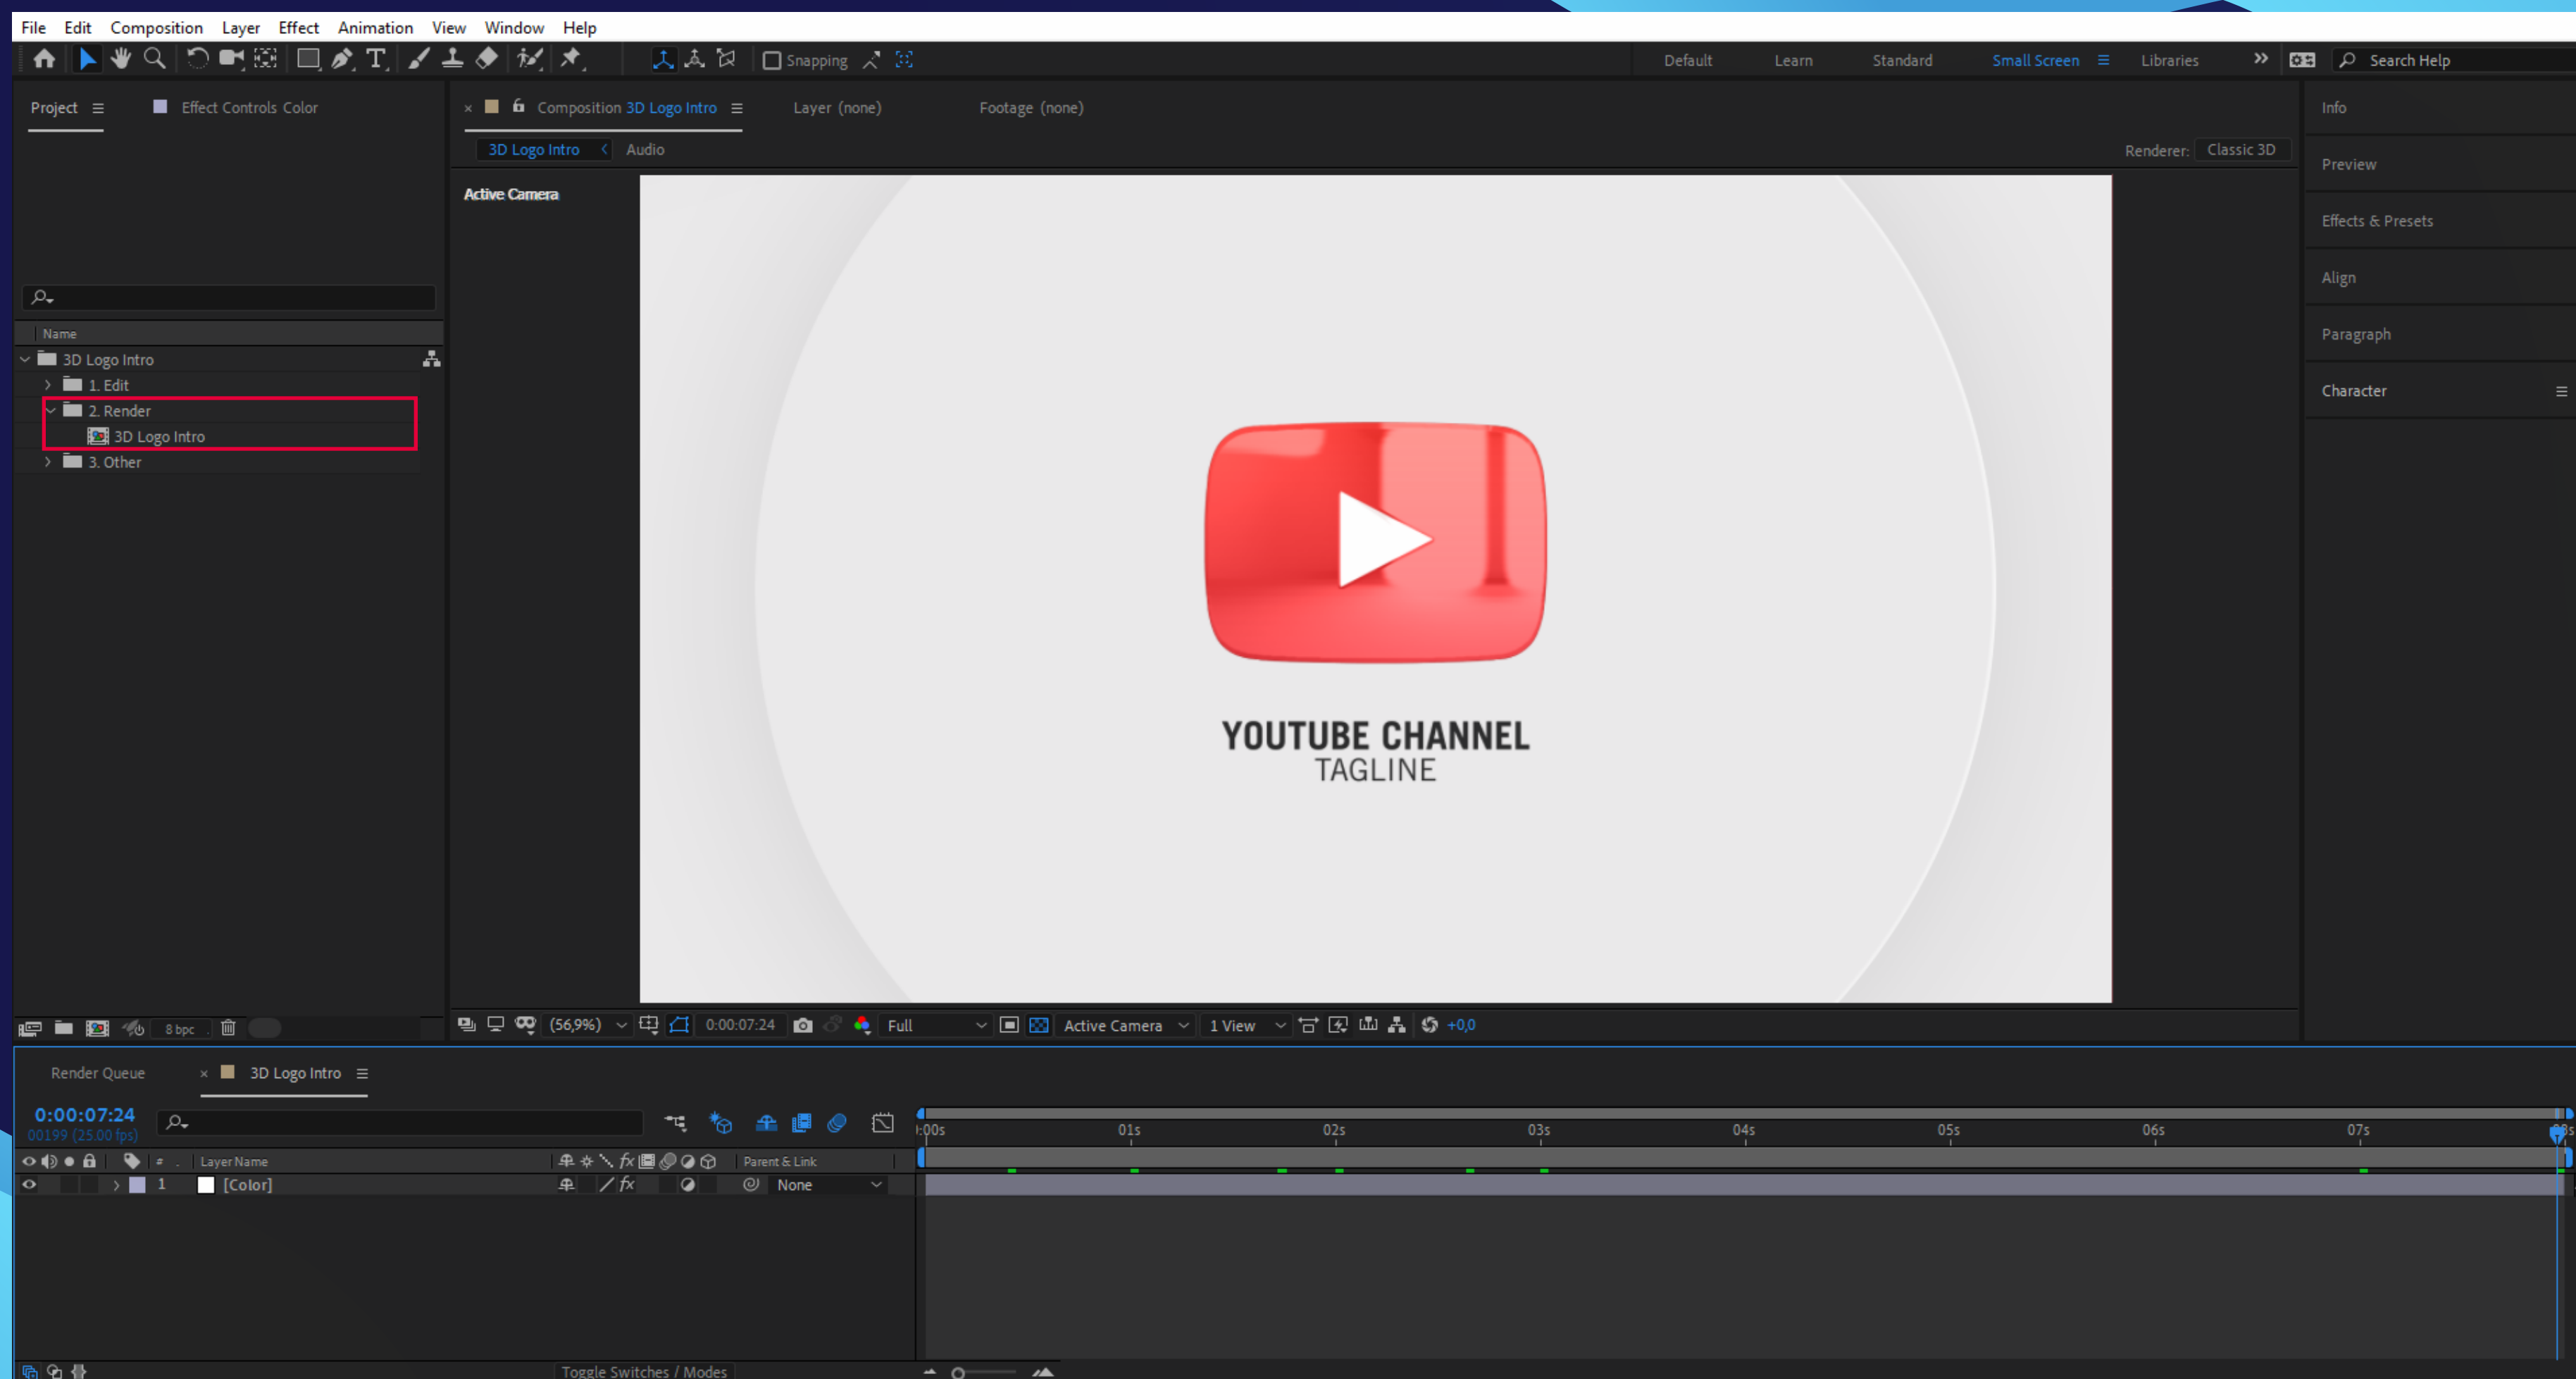 File Edit Composition Layer Effect Animation View Window Help
Snapping Default Learn Standard Small Screen Libraries Search Help
Project Effect Controls Color Composition 3D Logo Intro Layer (none) Footage (none) Info
3D Logo Intro Audio Renderer: Classic 3D
Preview
Active Camera
Effects & Presets
Align
Name
Paragraph
3D Logo Intro
1. Edit
Character
2. Render
3D Logo Intro
3. Other
YOUTUBE CHANNEL
TAGLINE
8 bpc (56,9%) 0:00:07:24 Full Active Camera 1 View +0,0
Render Queue 3D Logo Intro
0:00:07:24
00199 (25.00 fps)
:00s 01s 02s 03s 04s 05s 06s 07s
# . Layer Name fx Parent & Link
1 [Color] fx None
Toggle Switches / Modes